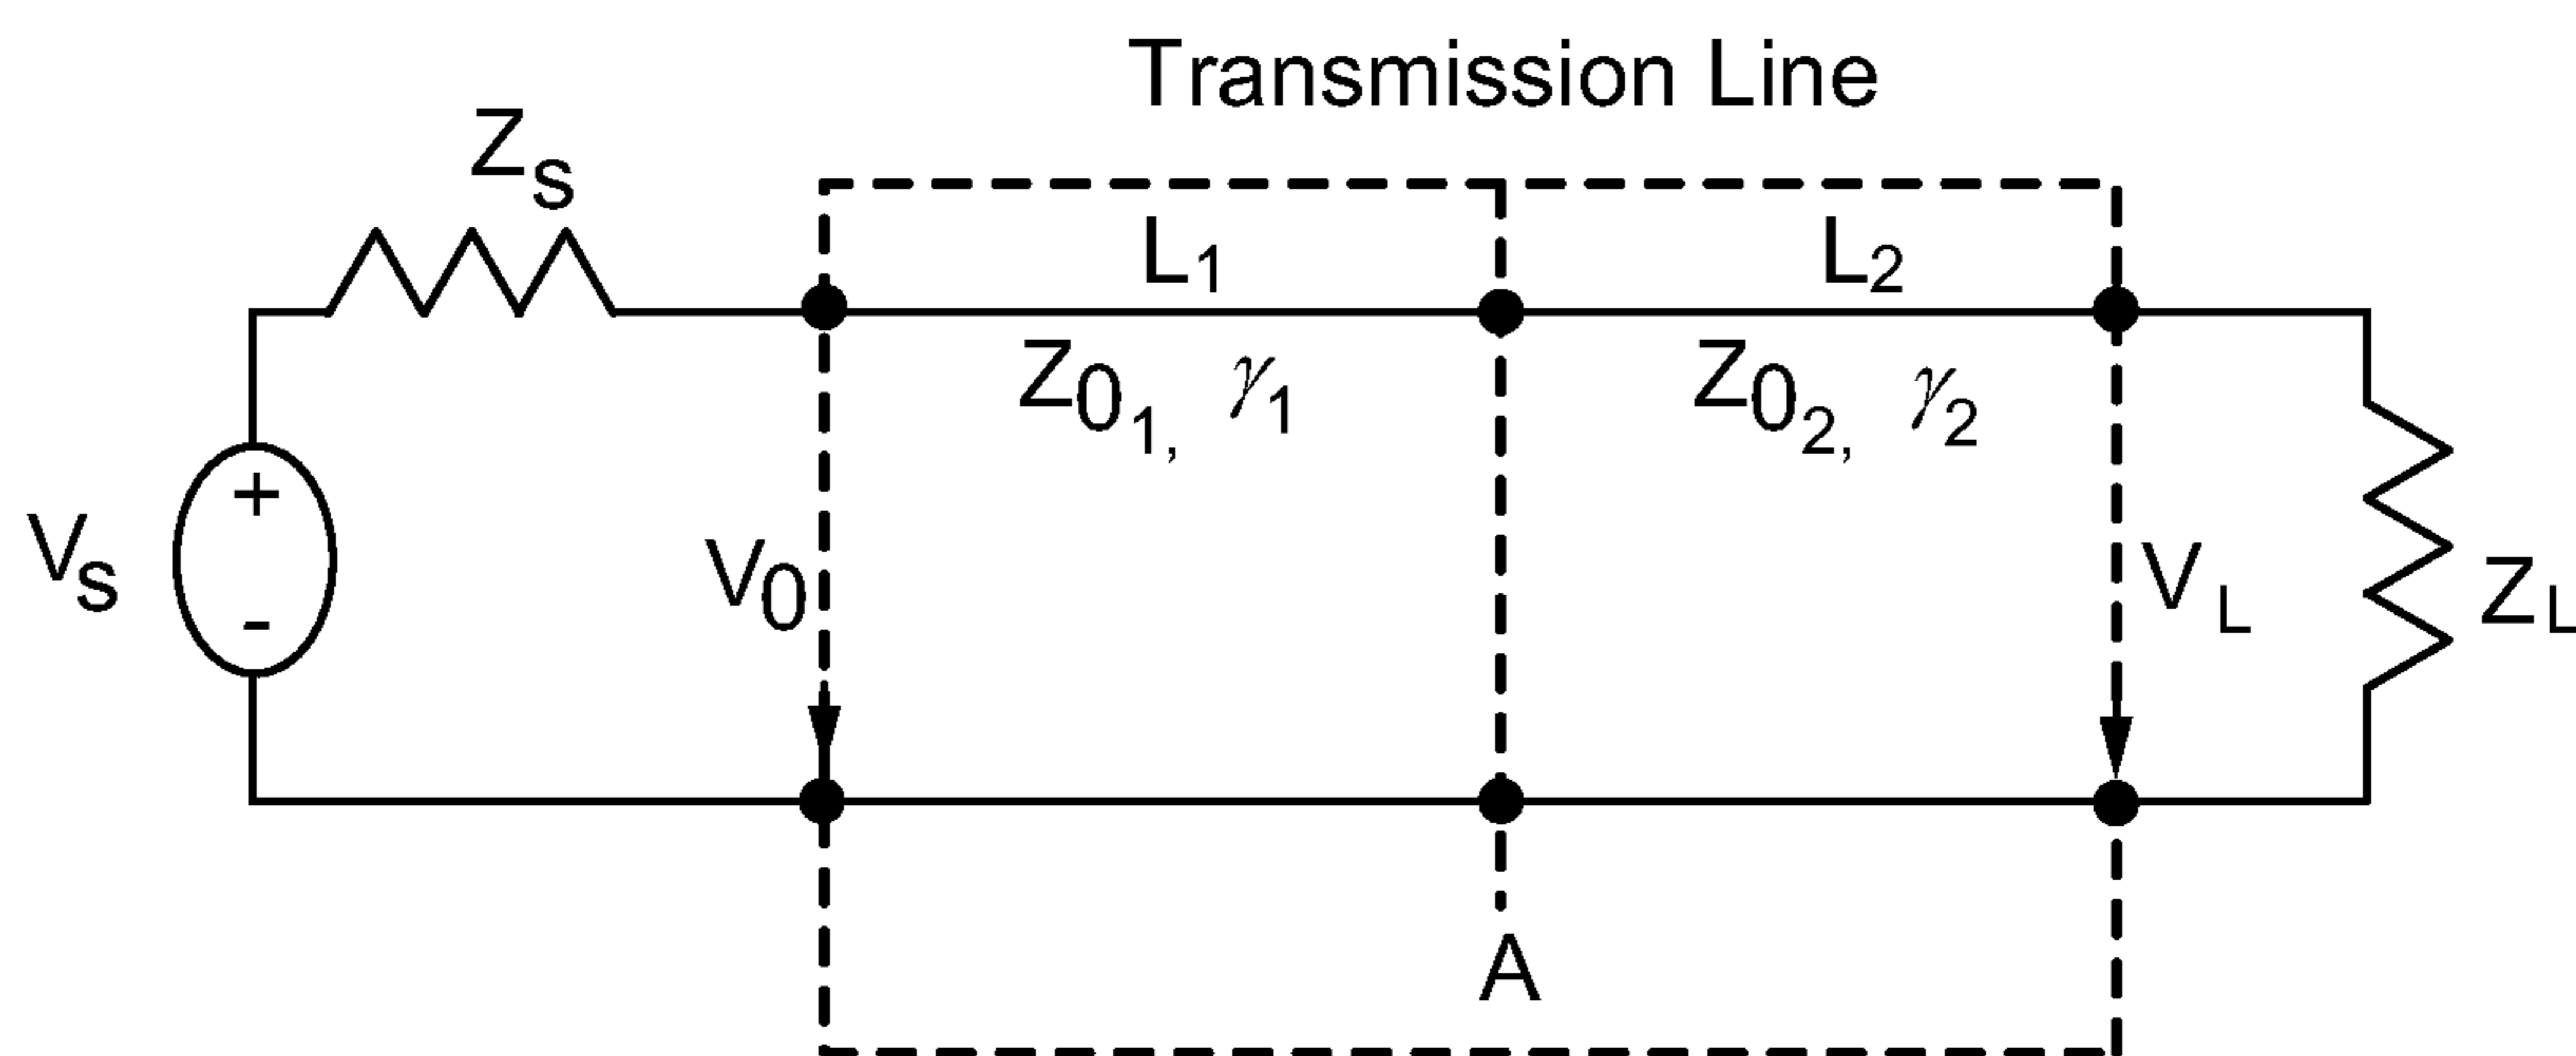 Transmission Line
Zs
L1
L2
Z01, γ1
Z02, γ2
+
Vs
-
V0
VL
ZL
A